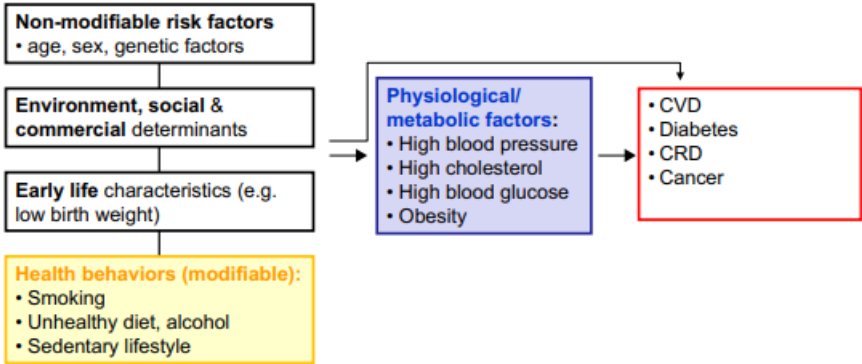 Non-modifiable risk factors
• age, sex, genetic factors
Environment, social &
commercial determinants
Early life characteristics (e.g.
low birth weight)
Health behaviors (modifiable):
• Smoking
• Unhealthy diet, alcohol
• Sedentary lifestyle
Physiological/
metabolic factors:
• High blood pressure
• High cholesterol
• High blood glucose
• Obesity
• CVD
• Diabetes
• CRD
• Cancer